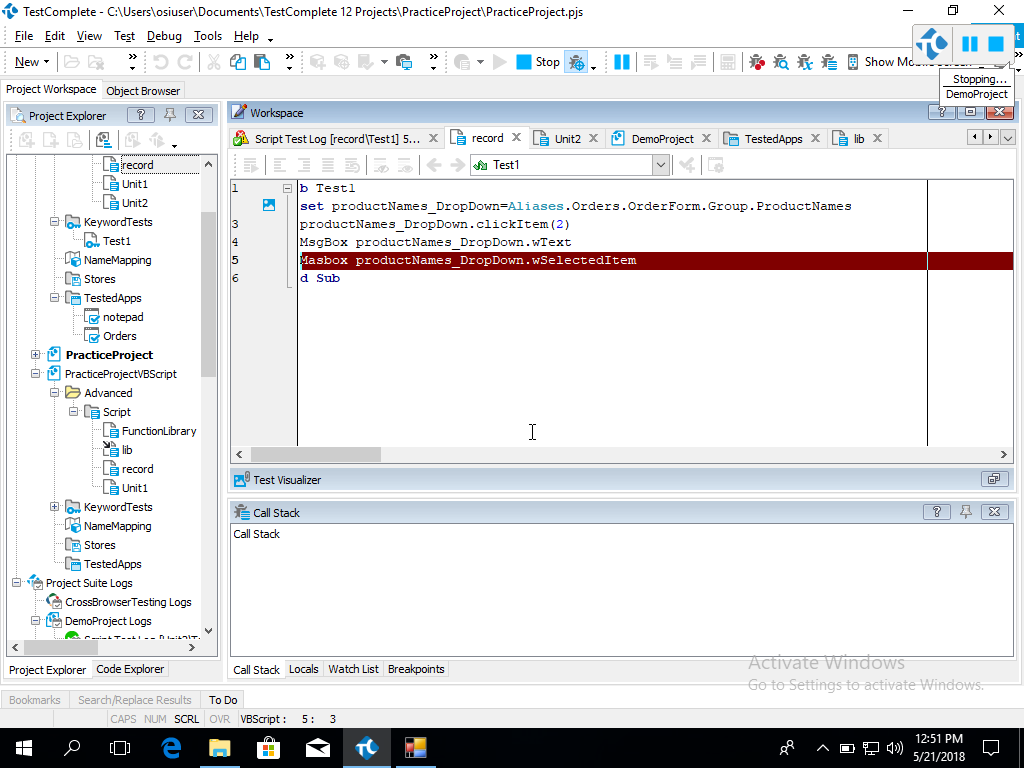 TestComplete - C:\Users\osiuser\Documents\TestComplete 12 Projects\PracticeProject\PracticeProject.pjs
File Edit View Test Debug Tools Help
New Stop Show Mo
Stopping...
DemoProject
Project Workspace Object Browser
Project Explorer
Workspace
Script Test Log [record\Test1] 5... record Unit2 DemoProject TestedApps lib
Test1
record
Unit1
Unit2
KeywordTests
Test1
NameMapping
Stores
TestedApps
notepad
Orders
PracticeProject
PracticeProjectVBScript
Advanced
Script
FunctionLibrary
lib
record
Unit1
KeywordTests
NameMapping
Stores
TestedApps
Project Suite Logs
CrossBrowserTesting Logs
DemoProject Logs
Script Test Log [Unit2\T
1 b Test1
set productNames_DropDown=Aliases.Orders.OrderForm.Group.ProductNames
3 productNames_DropDown.clickItem(2)
4 MsgBox productNames_DropDown.wText
5 Masbox productNames_DropDown.wSelectedItem
6 d Sub
Test Visualizer
Call Stack
Call Stack
Call Stack Locals Watch List Breakpoints
Project Explorer Code Explorer
Activate Windows
Go to Settings to activate Windows.
Bookmarks Search/Replace Results To Do
CAPS NUM SCRL OVR VBScript : 5 : 3
12:51 PM
5/21/2018